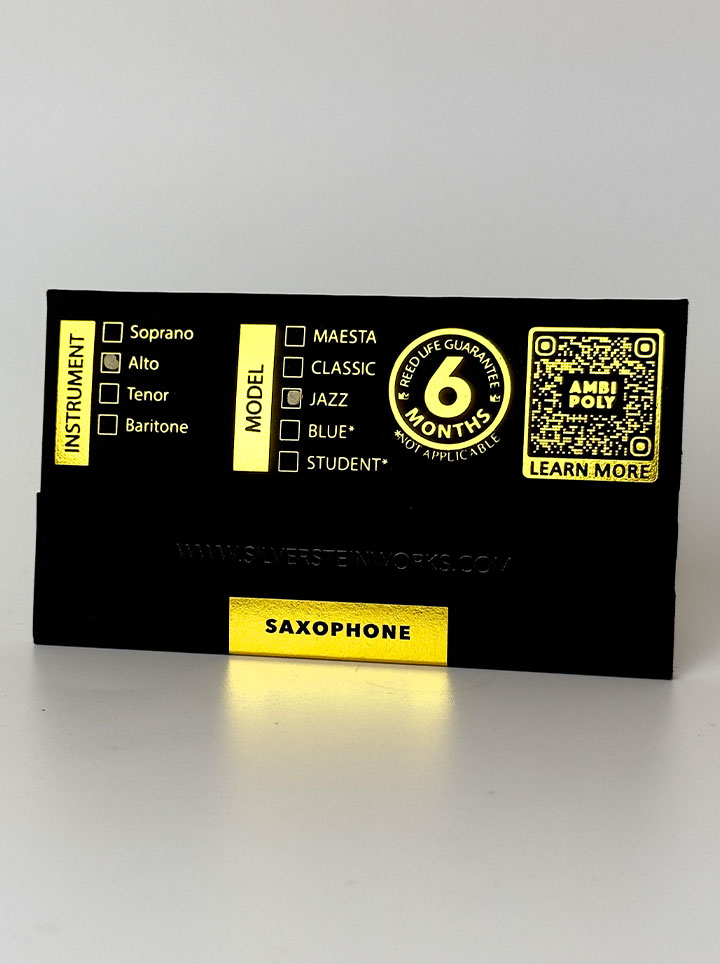 INSTRUMENT
Soprano
Alto
Tenor
Baritone
MODEL
MAESTA
CLASSIC
JAZZ
BLUE*
STUDENT*
REED LIFE GUARANTEE
6
MONTHS
*NOT APPLICABLE
AMBI
POLY
LEARN MORE
WWW.SILVERSTEINWORKS.COM
SAXOPHONE